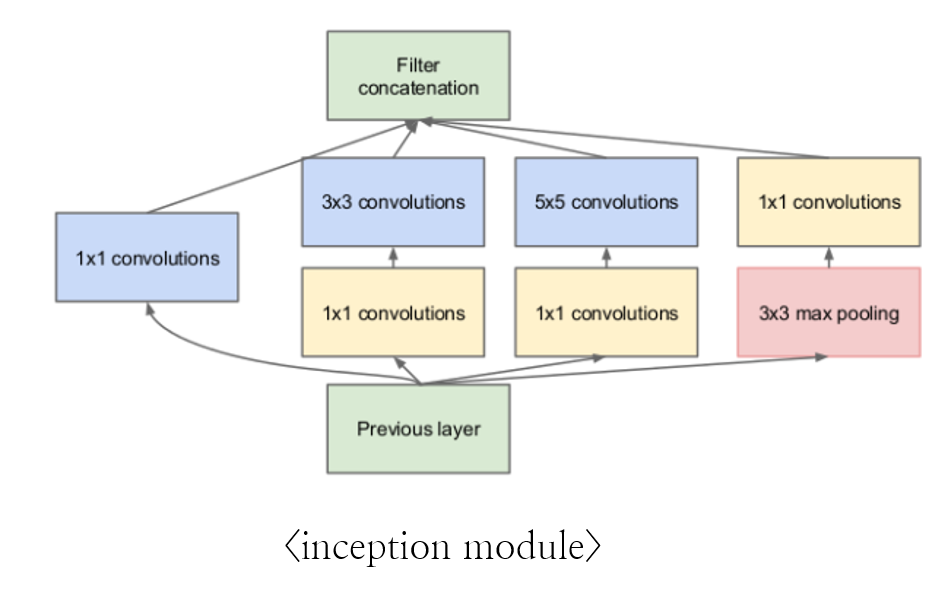 Filter
concatenation
3x3 convolutions
5x5 convolutions
1x1 convolutions
1x1 convolutions
1x1 convolutions
1x1 convolutions
3x3 max pooling
Previous layer
〈inception module〉